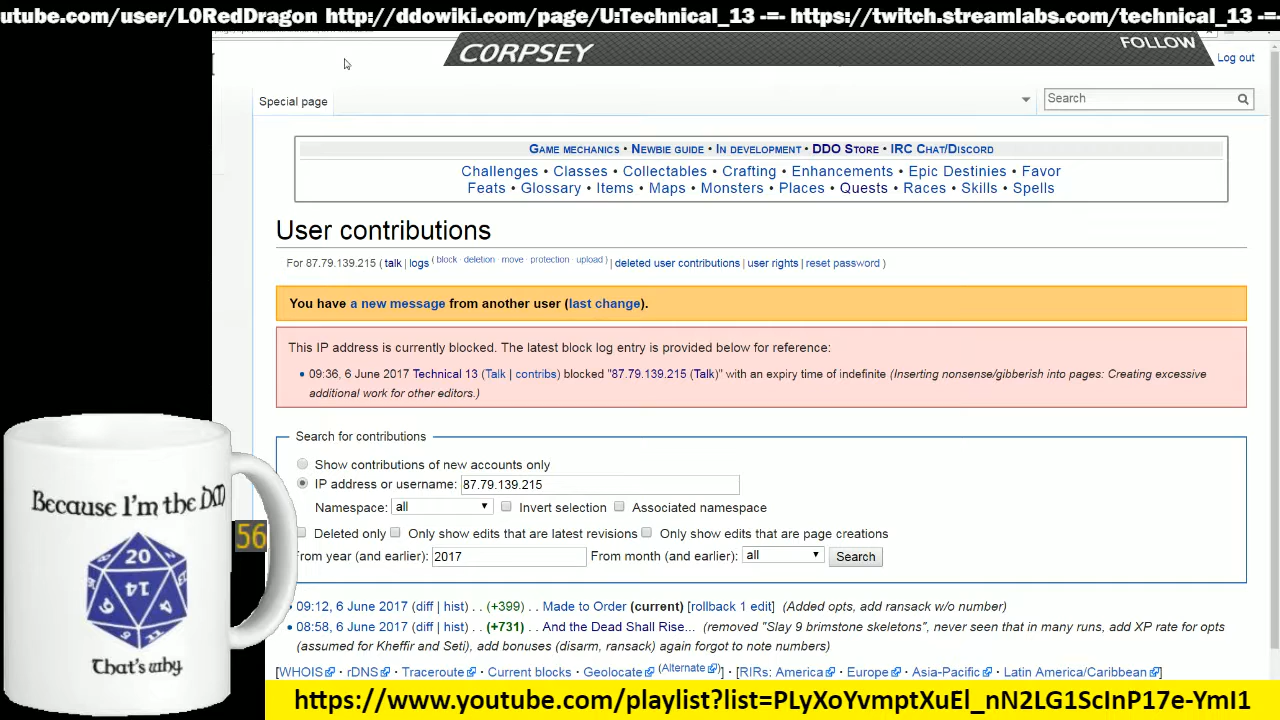 utube.com/user/L0RedDragon http://ddowiki.com/page/U:Technical_13 -=- https://twitch.streamlabs.com/technical_13 -=-
CORPSEY
FOLLOW
Log out
Special page
Search
Game mechanics • Newbie guide • In development • DDO Store • IRC Chat/Discord
Challenges • Classes • Collectables • Crafting • Enhancements • Epic Destinies • Favor
Feats • Glossary • Items • Maps • Monsters • Places • Quests • Races • Skills • Spells
User contributions
For 87.79.139.215 ( talk | logs ( block · deletion · move · protection · upload ) | deleted user contributions | user rights | reset password )
You have a new message from another user (last change).
This IP address is currently blocked. The latest block log entry is provided below for reference:
• 09:36, 6 June 2017 Technical 13 (Talk | contribs) blocked "87.79.139.215 (Talk)" with an expiry time of indefinite (Inserting nonsense/gibberish into pages: Creating excessive
additional work for other editors.)
Search for contributions
Show contributions of new accounts only
IP address or username: 87.79.139.215
Namespace: all Invert selection Associated namespace
Deleted only Only show edits that are latest revisions Only show edits that are page creations
From year (and earlier): 2017 From month (and earlier): all Search
• 09:12, 6 June 2017 (diff | hist) . . (+399) . . Made to Order (current) [rollback 1 edit] (Added opts, add ransack w/o number)
• 08:58, 6 June 2017 (diff | hist) . . (+731) . . And the Dead Shall Rise... (removed "Slay 9 brimstone skeletons", never seen that in many runs, add XP rate for opts
(assumed for Kheffir and Seti), add bonuses (disarm, ransack) again forgot to note numbers)
[WHOIS · rDNS · Traceroute · Current blocks · Geolocate (Alternate)] · [RIRs: America · Europe · Asia-Pacific · Latin America/Caribbean]
Because I'm the DM
20
14
That's why.
56
https://www.youtube.com/playlist?list=PLyXoYvmptXuEl_nN2LG1ScInP17e-YmI1